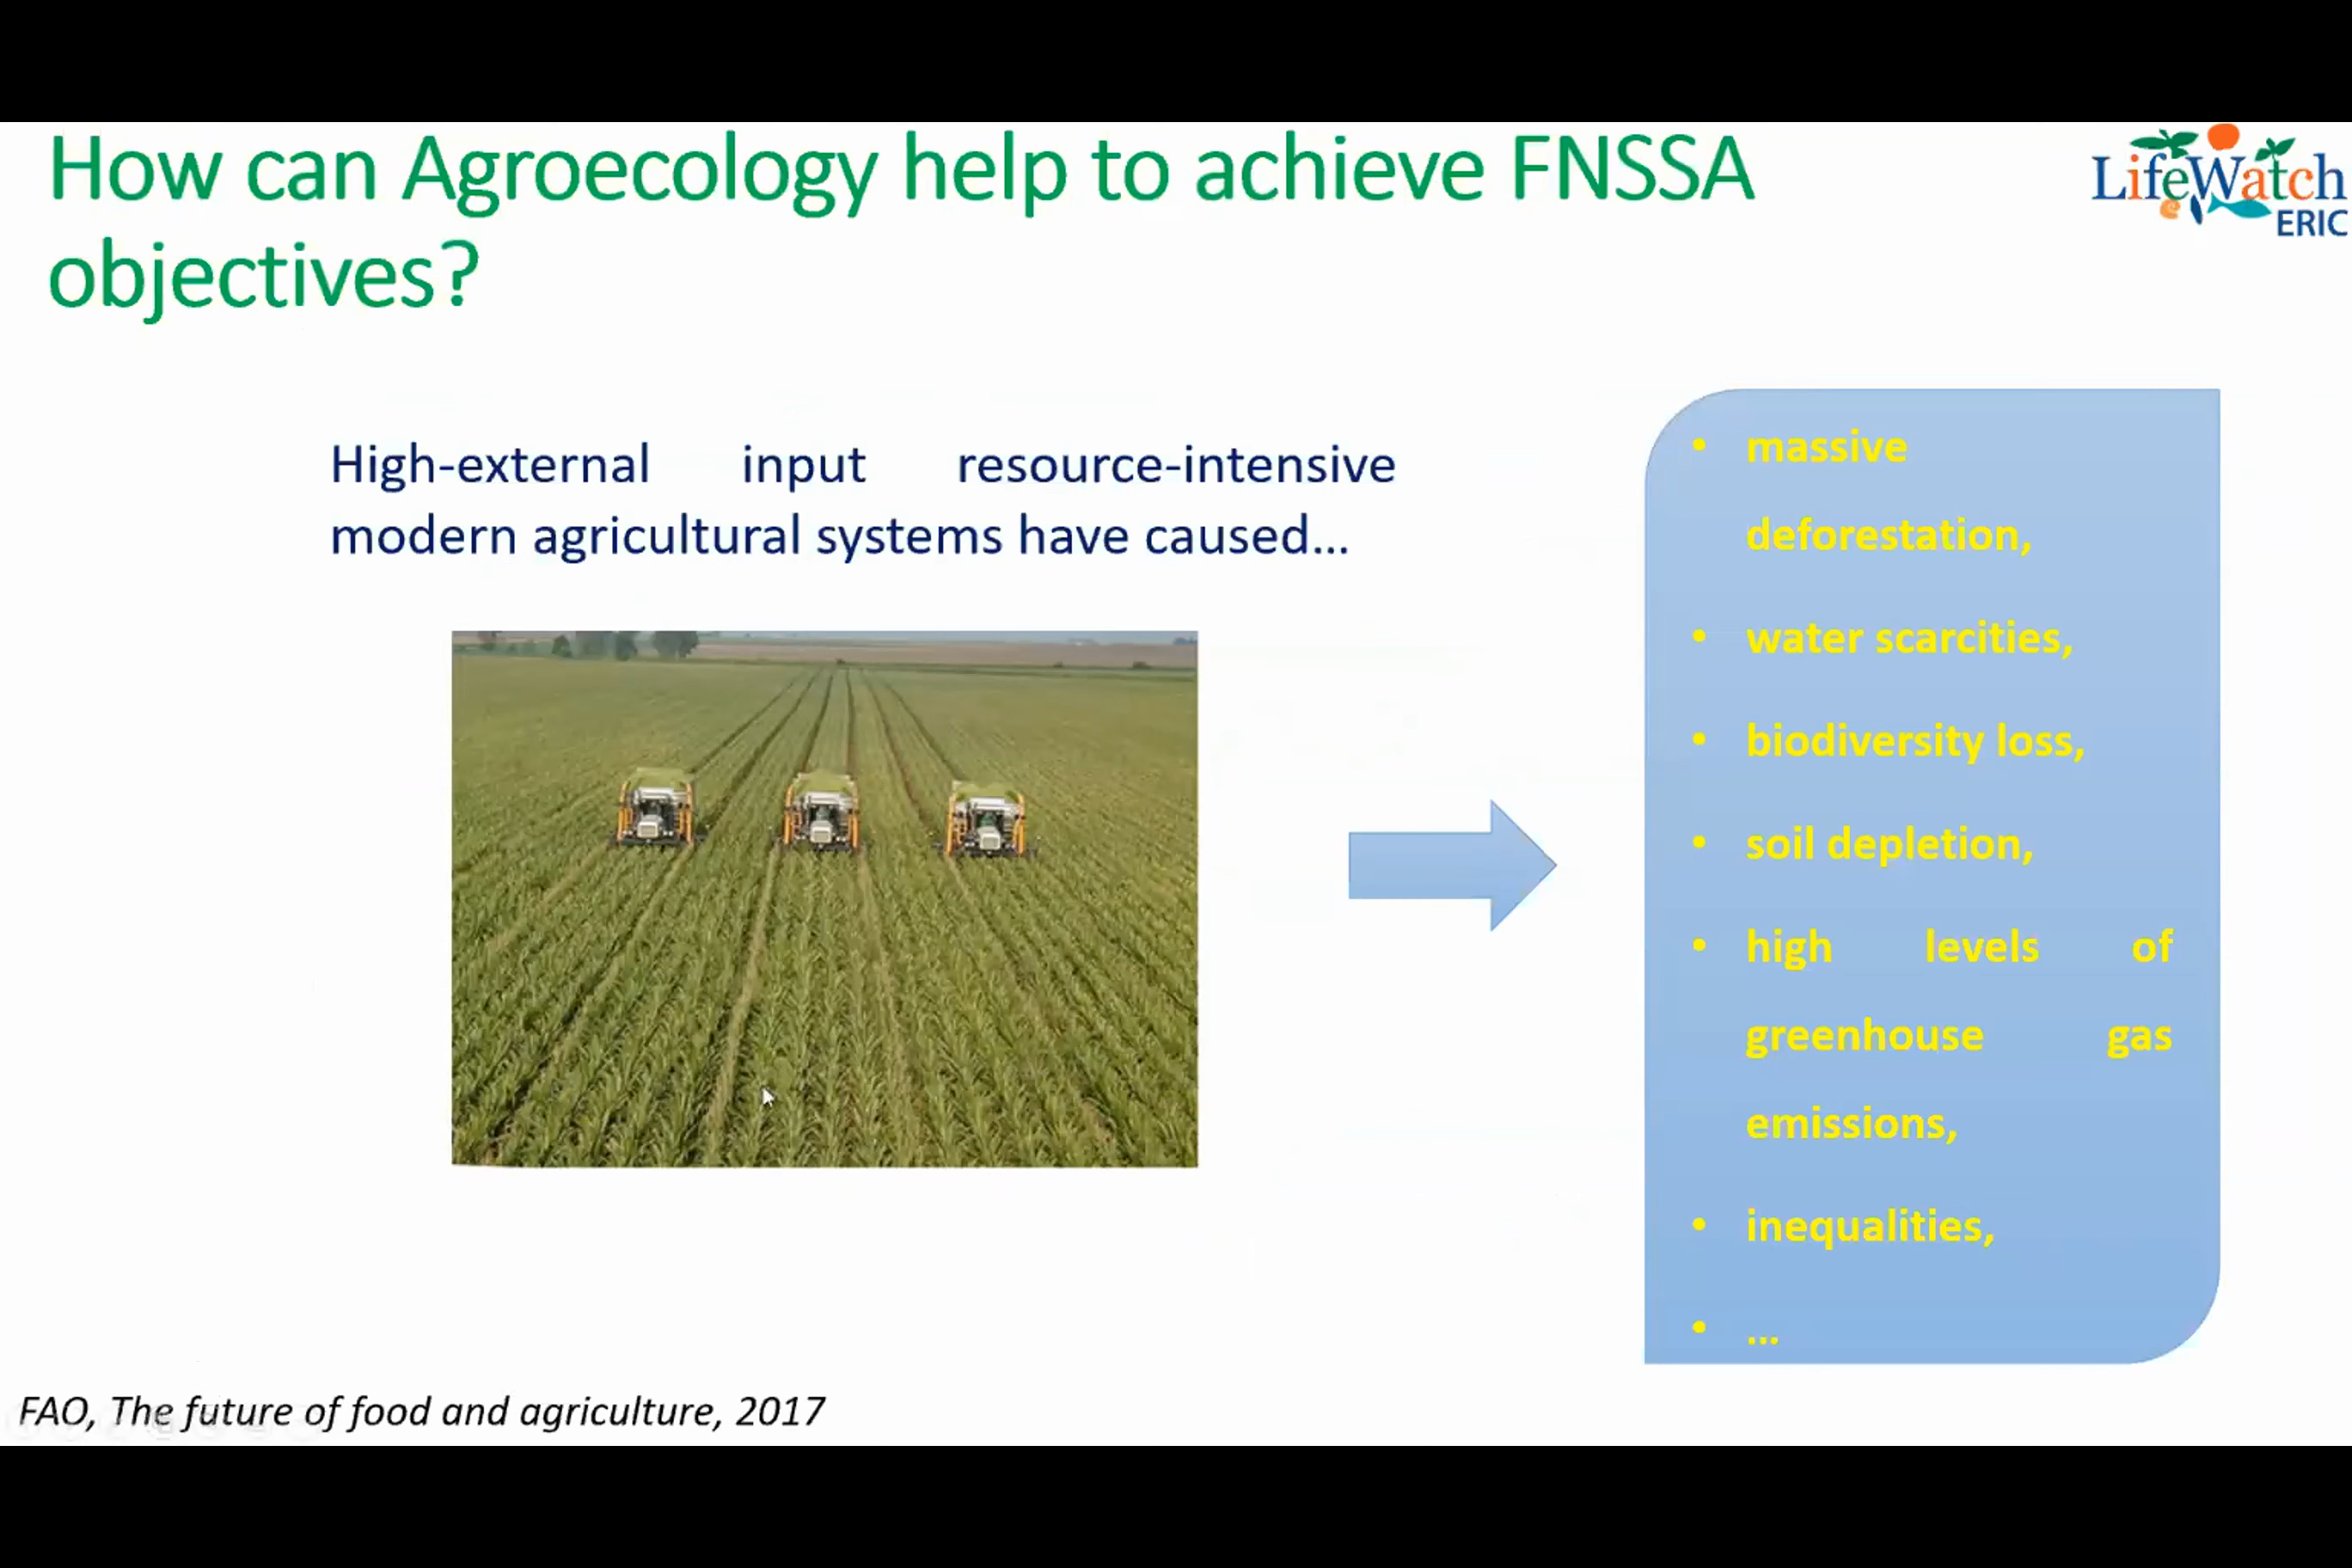 How can Agroecology help to achieve FNSSA
objectives?
LifeWatch
ERIC
High-external input resource-intensive
modern agricultural systems have caused...
• massive
deforestation,
• water scarcities,
• biodiversity loss,
• soil depletion,
• high levels of
greenhouse gas
emissions,
• inequalities,
• ...
FAO, The future of food and agriculture, 2017